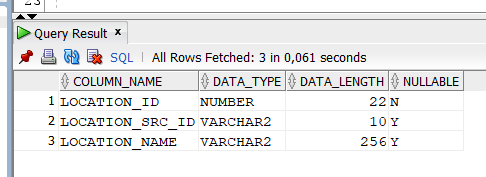 23
Query Result x
SQL | All Rows Fetched: 3 in 0,061 seconds
COLUMN_NAME DATA_TYPE DATA_LENGTH NULLABLE
1 LOCATION_ID NUMBER 22 N
2 LOCATION_SRC_ID VARCHAR2 10 Y
3 LOCATION_NAME VARCHAR2 256 Y